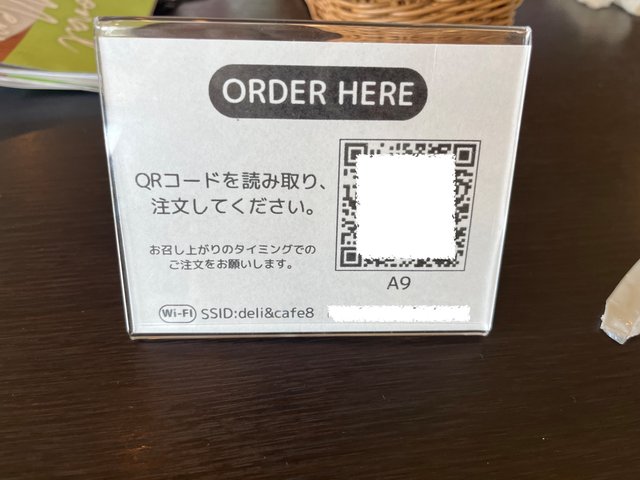 ORDER HERE
QRコードを読み取り、
注文してください。
お召し上がりのタイミングでの
ご注文をお願いします。
A9
Wi-Fi SSID:deli&cafe8